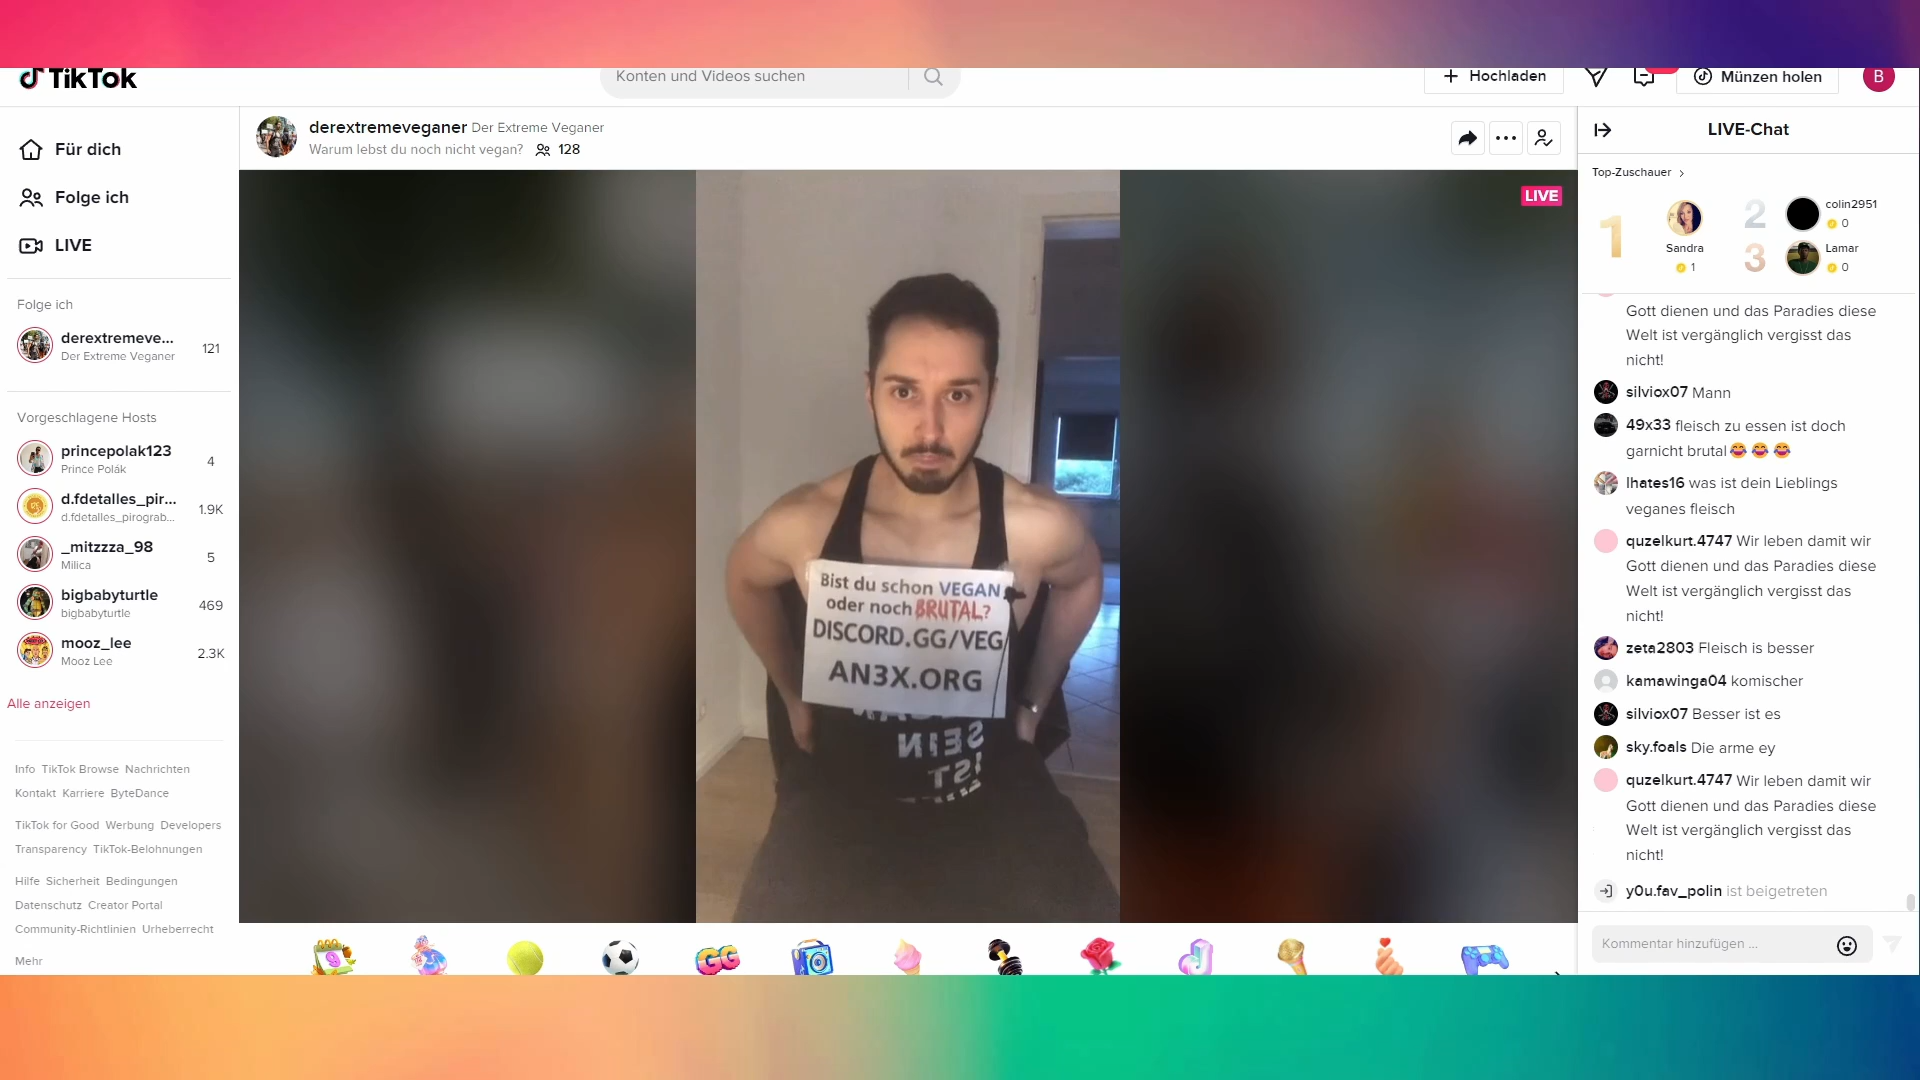 TikTok
Konten und Videos suchen
Hochladen
Münzen holen
B
Für dich
Folge ich
LIVE
Folge ich
derextremeve...
Der Extreme Veganer
121
Vorgeschlagene Hosts
princepolak123
Prince Polák
4
d.fdetalles_pir...
d.fdetalles_pirograb...
1.9K
_mitzzza_98
Milica
5
bigbabyturtle
bigbabyturtle
469
mooz_lee
Mooz Lee
2.3K
Alle anzeigen
Info TikTok Browse Nachrichten
Kontakt Karriere ByteDance
TikTok for Good Werbung Developers
Transparency TikTok-Belohnungen
Hilfe Sicherheit Bedingungen
Datenschutz Creator Portal
Community-Richtlinien Urheberrecht
Mehr
derextremeveganer Der Extreme Veganer
Warum lebst du noch nicht vegan? 128
LIVE
Bist du schon VEGAN
oder noch BRUTAL?
DISCORD.GG/VEG
AN3X.ORG
SEIN
IST
9
GG
LIVE-Chat
Top-Zuschauer
1
Sandra
1
2
colin2951
0
3
Lamar
0
Gott dienen und das Paradies diese
Welt ist vergänglich vergisst das
nicht!
silviox07 Mann
49x33 fleisch zu essen ist doch
garnicht brutal😂😂😂
lhates16 was ist dein Lieblings
veganes fleisch
quzelkurt.4747 Wir leben damit wir
Gott dienen und das Paradies diese
Welt ist vergänglich vergisst das
nicht!
zeta2803 Fleisch is besser
kamawinga04 komischer
silviox07 Besser ist es
sky.foals Die arme ey
quzelkurt.4747 Wir leben damit wir
Gott dienen und das Paradies diese
Welt ist vergänglich vergisst das
nicht!
y0u.fav_polin ist beigetreten
Kommentar hinzufügen ...